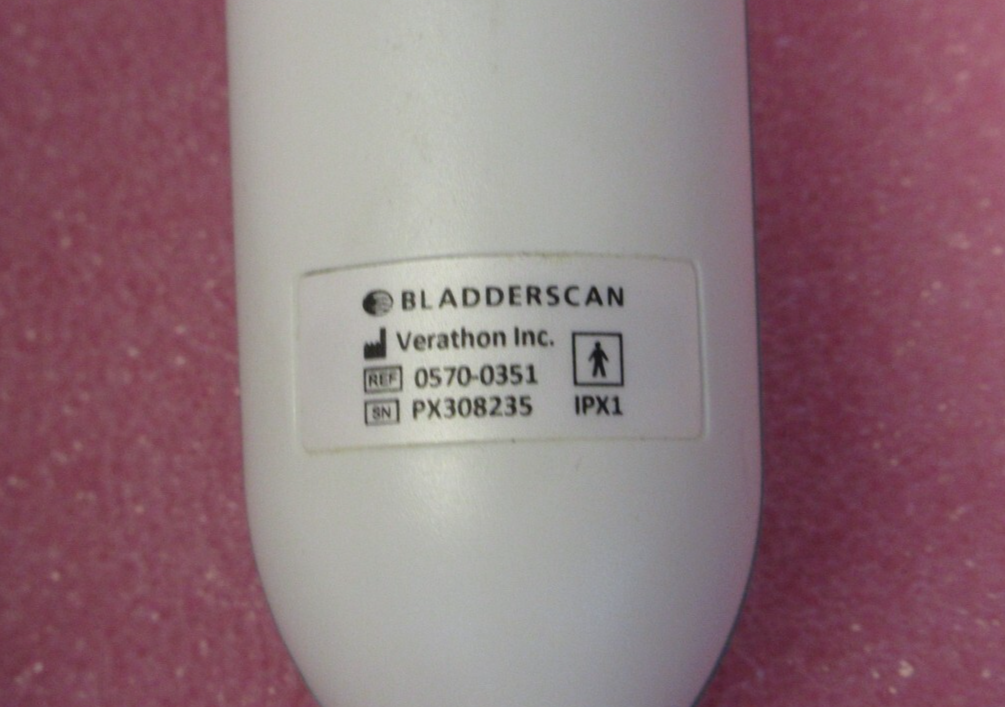 BLADDERSCAN
Verathon Inc.
REF 0570-0351
SN PX308235 IPX1